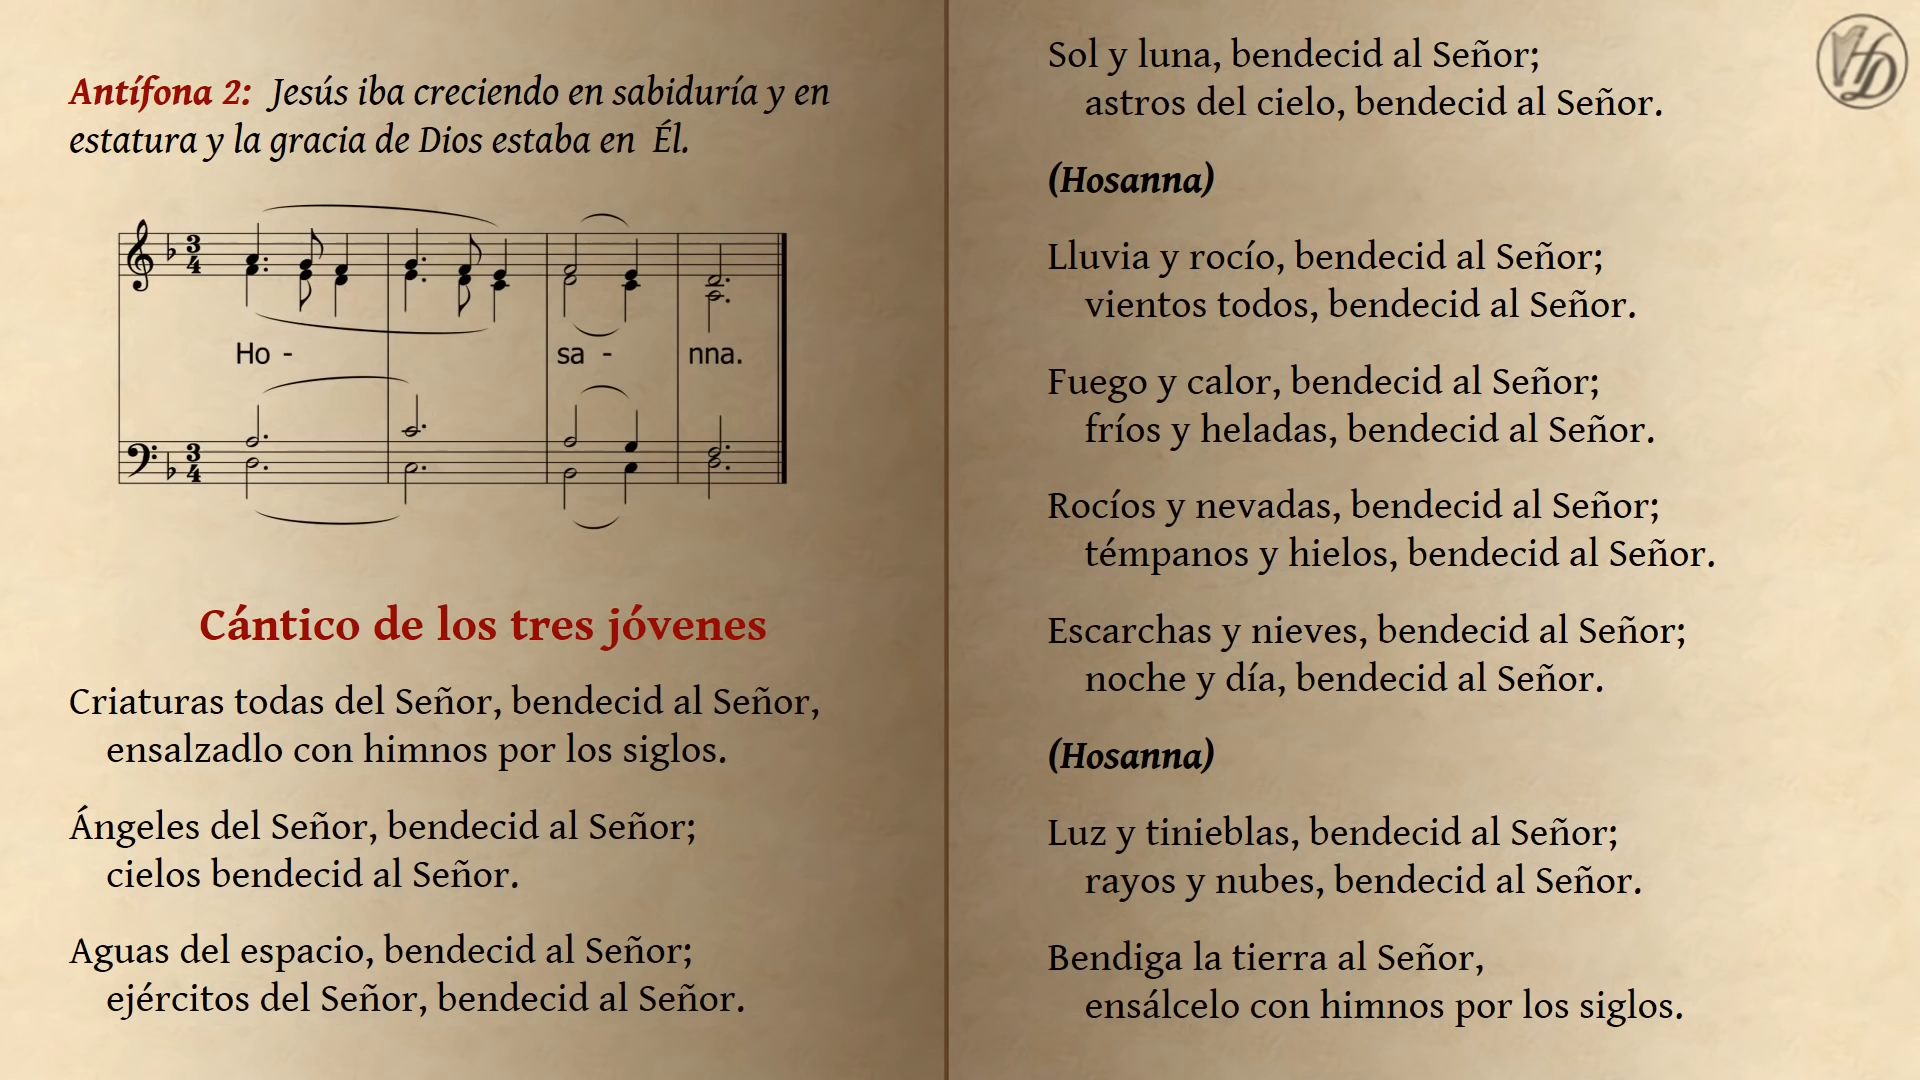 Antífona 2: Jesús iba creciendo en sabiduría y en
estatura y la gracia de Dios estaba en Él.
3
4
Ho - sa - nna.
3
4
Cántico de los tres jóvenes
Criaturas todas del Señor, bendecid al Señor,
ensalzadlo con himnos por los siglos.
Ángeles del Señor, bendecid al Señor;
cielos bendecid al Señor.
Aguas del espacio, bendecid al Señor;
ejércitos del Señor, bendecid al Señor.
Sol y luna, bendecid al Señor;
astros del cielo, bendecid al Señor.
(Hosanna)
Lluvia y rocío, bendecid al Señor;
vientos todos, bendecid al Señor.
Fuego y calor, bendecid al Señor;
fríos y heladas, bendecid al Señor.
Rocíos y nevadas, bendecid al Señor;
témpanos y hielos, bendecid al Señor.
Escarchas y nieves, bendecid al Señor;
noche y día, bendecid al Señor.
(Hosanna)
Luz y tinieblas, bendecid al Señor;
rayos y nubes, bendecid al Señor.
Bendiga la tierra al Señor,
ensálcelo con himnos por los siglos.
HD